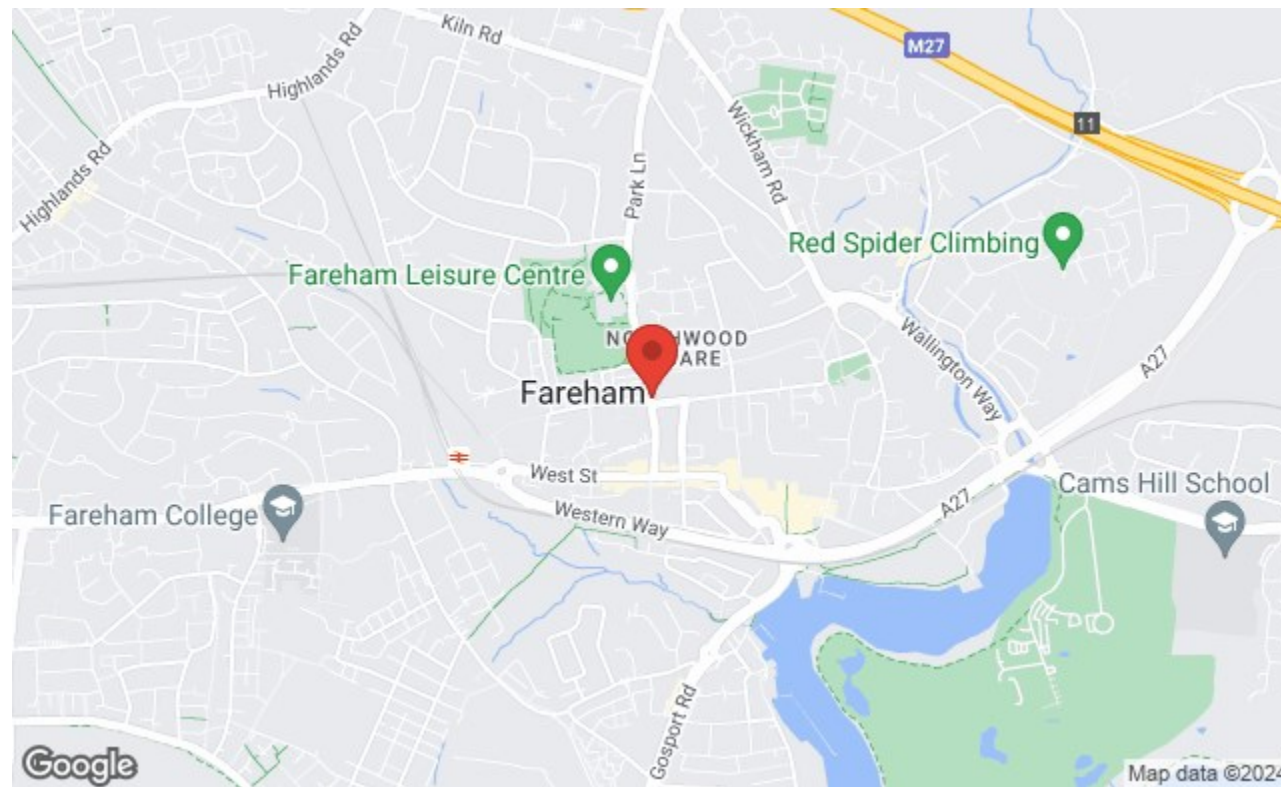 Kiln Rd
Highlands Rd
M27
11
Highlands Rd
Wickham Rd
Park Ln
Red Spider Climbing
Fareham Leisure Centre
Wallington Way
A27
Fareham
West St
Cams Hill School
Fareham College
A27
Western Way
Gosport Rd
Google
Map data ©2024